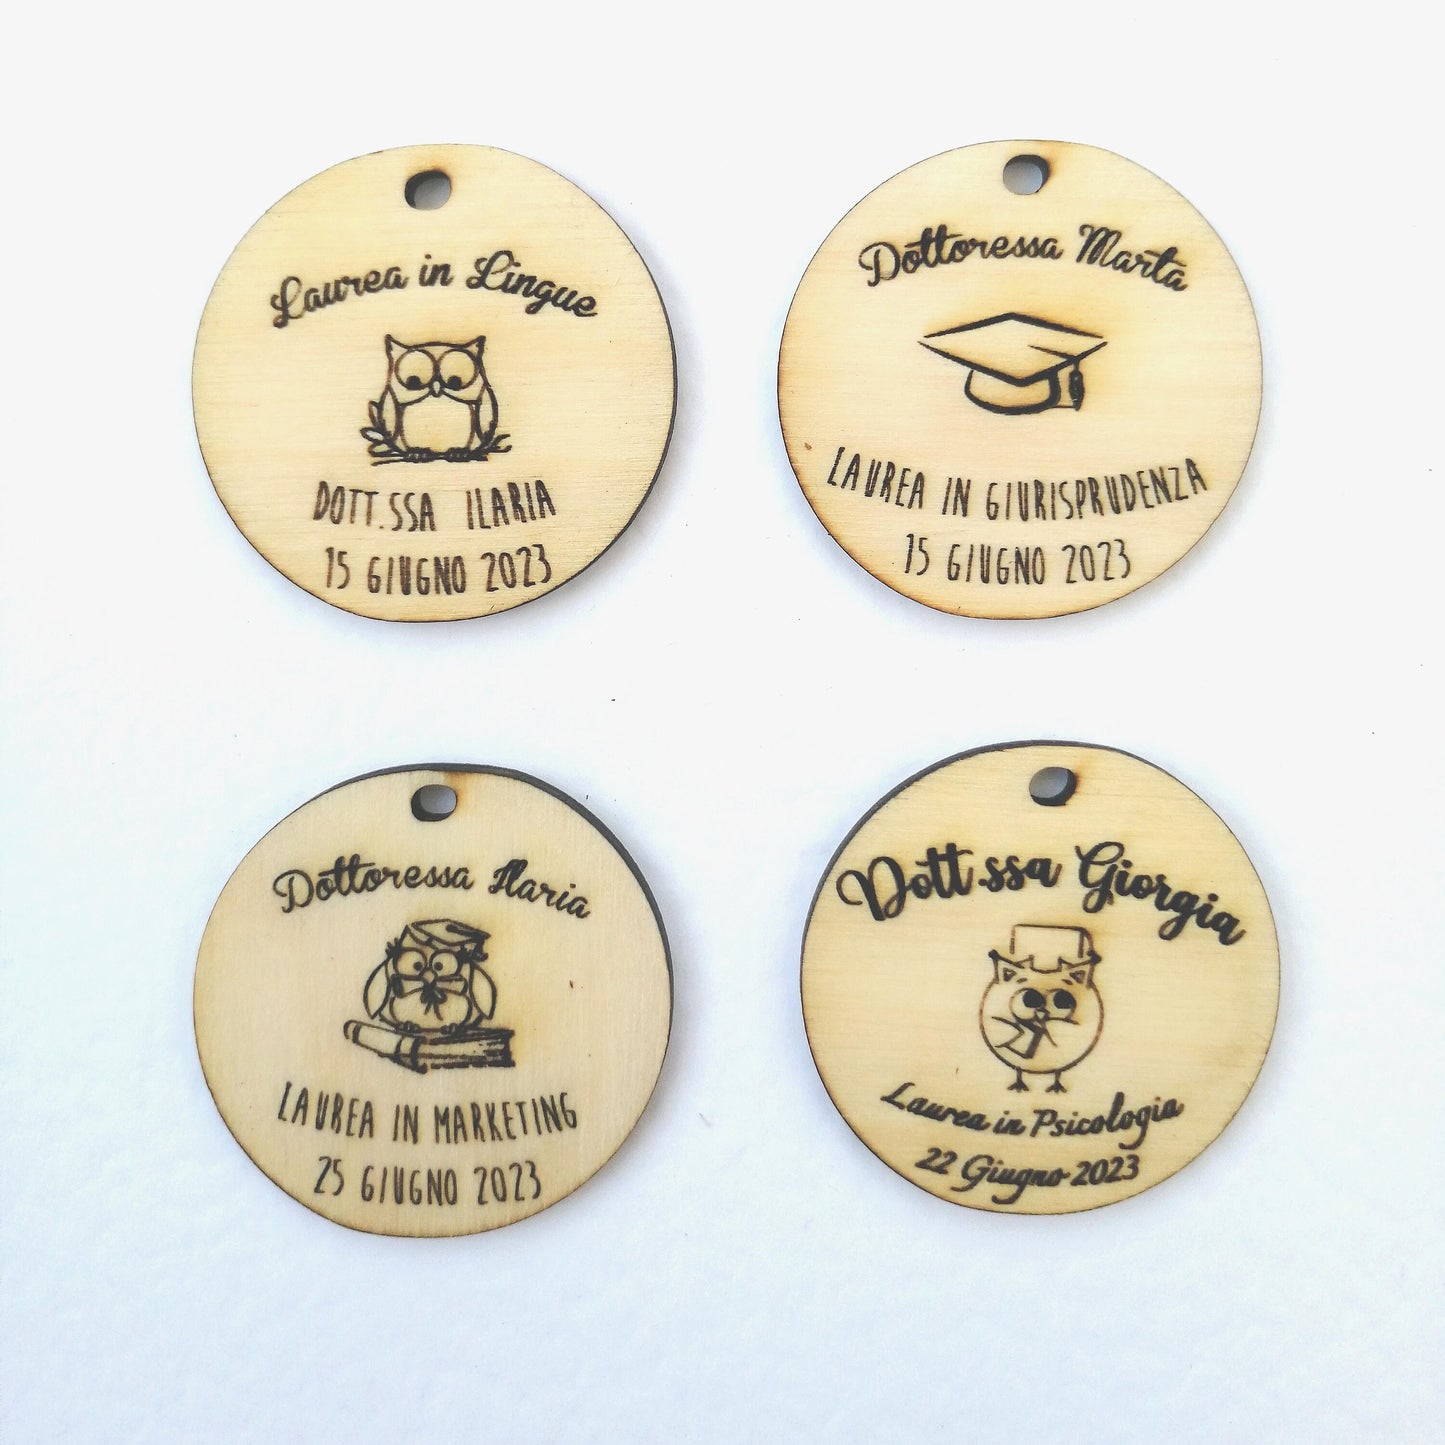 Laurea in Lingue
DOTT.SSA ILARIA
15 GIUGNO 2023
Dottoressa Marta
LAUREA IN GIURISPRUDENZA
15 GIUGNO 2023
Dottoressa Ilaria
LAUREA IN MARKETING
25 GIUGNO 2023
Dott.ssa Giorgia
Laurea in Psicologia
22 Giugno 2023